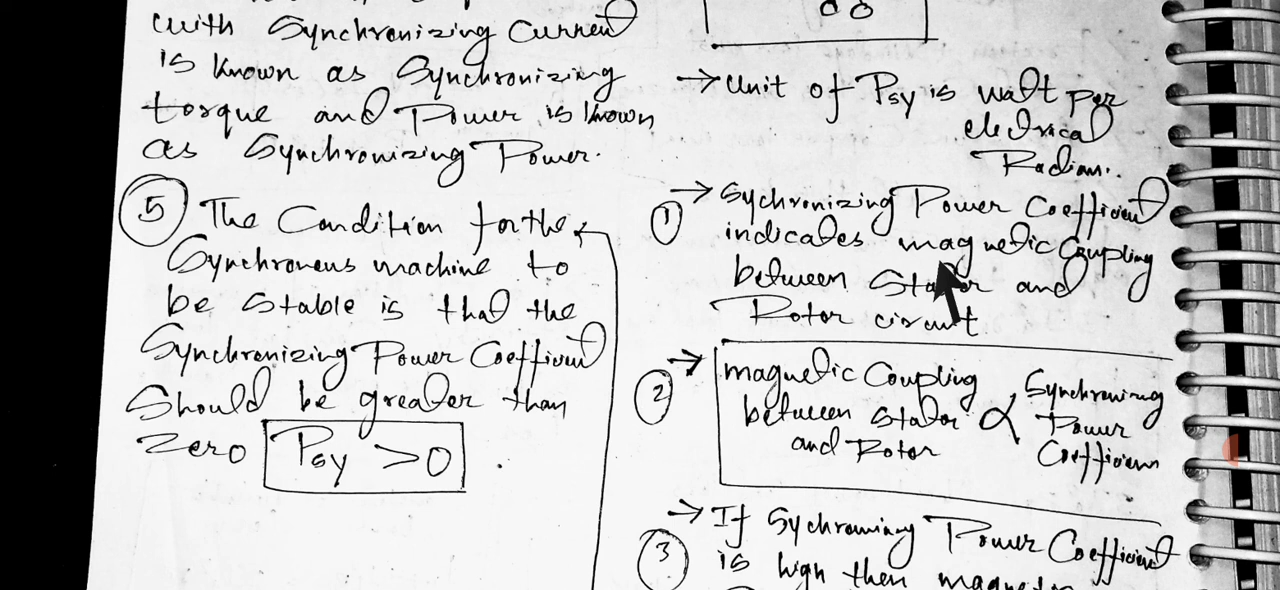 with Synchronizing Current
is known as Synchronizing
torque and Power is known
as Synchronizing Power.
5 The Condition for the
Synchronous machine to
be Stable is that the
Synchronizing Power Coefficient
Should be greater than
Zero Psy >0
→ Unit of Psy is watt per
electrical
Radian.
1 → Sychronizing Power Coefficient
indicates magnetic Coupling
between Stator and
Rotor circuit
2 → magnetic Coupling
between Stator
and Rotor
∝ Synchronizing
Power
Coefficient
3 → If Sychronizing Power Coefficient
is high then